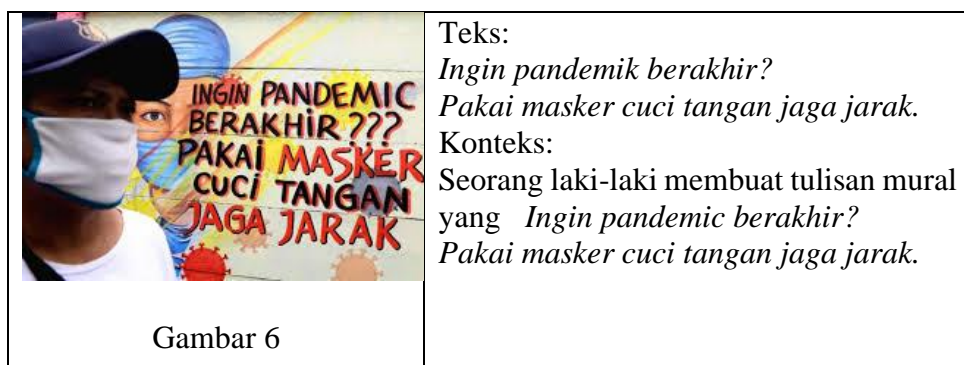 INGIN PANDEMIC
BERAKHIR???
PAKAI MASKER
CUCI TANGAN
JAGA JARAK
Gambar 6
Teks:
Ingin pandemik berakhir?
Pakai masker cuci tangan jaga jarak.
Konteks:
Seorang laki-laki membuat tulisan mural
yang Ingin pandemic berakhir?
Pakai masker cuci tangan jaga jarak.